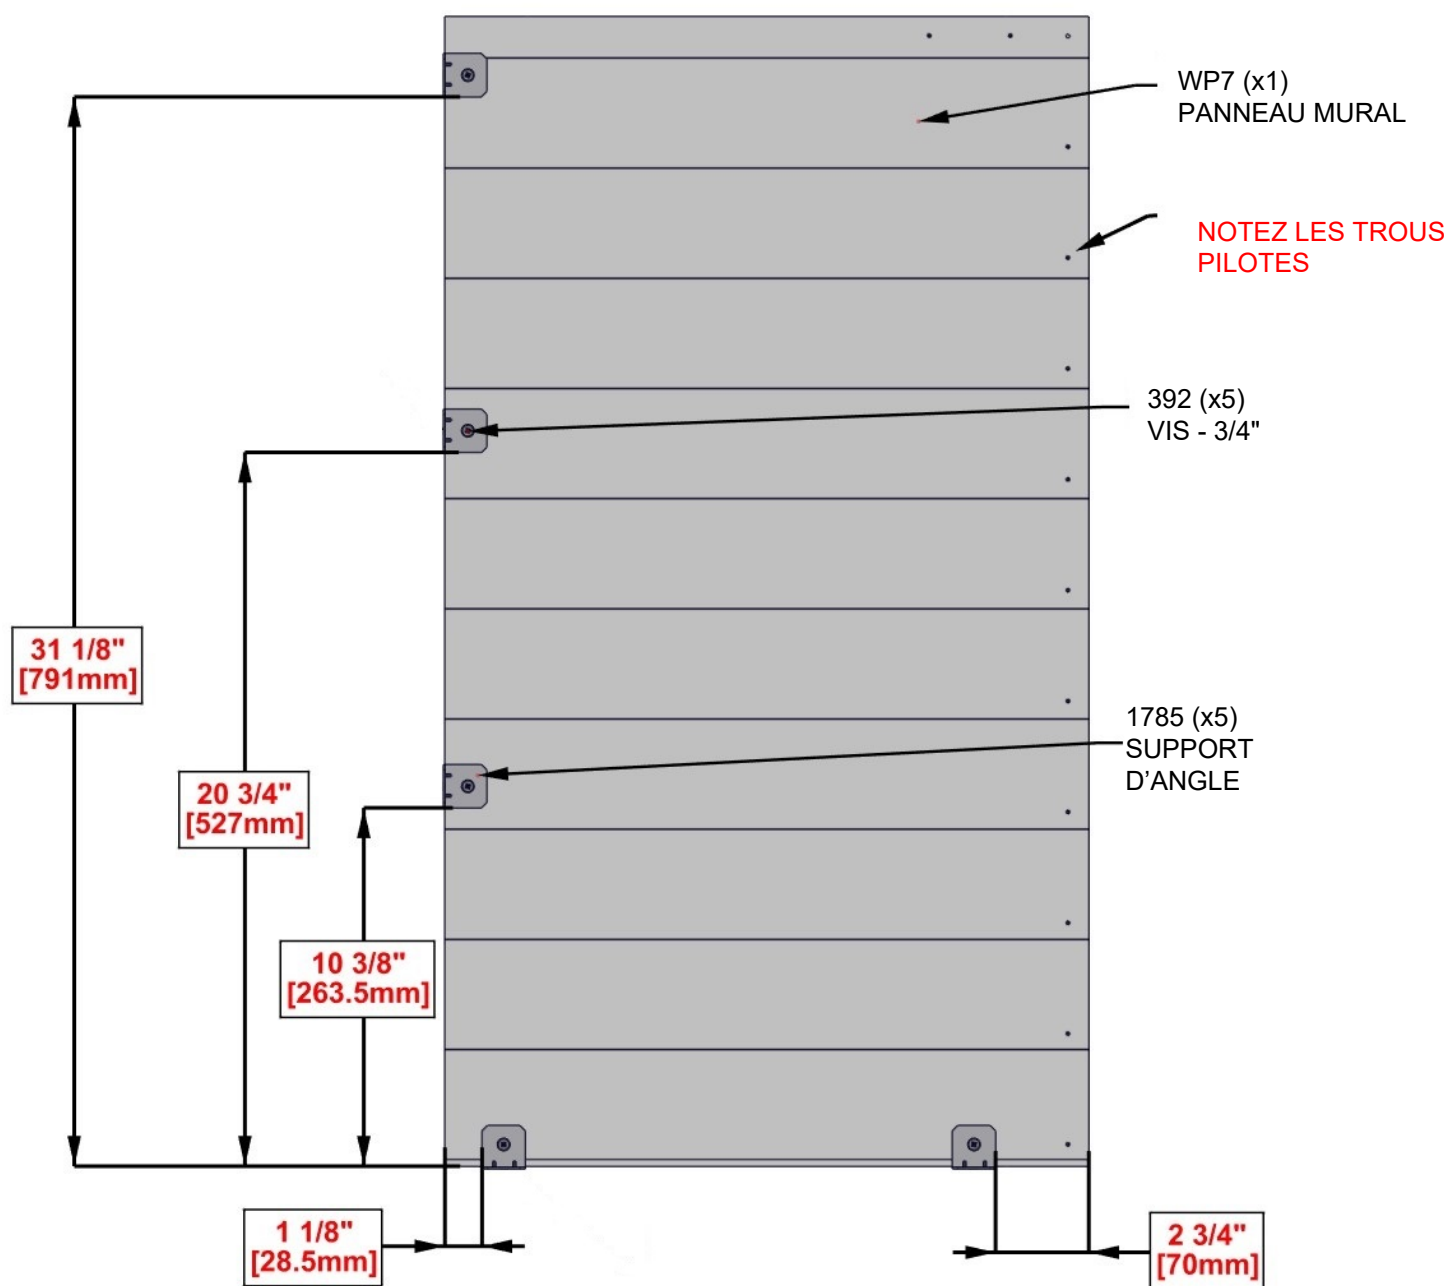 WP7 (x1)
PANNEAU MURAL
NOTEZ LES TROUS
PILOTES
392 (x5)
VIS - 3/4"
31 1/8"
[791mm]
1785 (x5)
SUPPORT
D’ANGLE
20 3/4"
[527mm]
10 3/8"
[263.5mm]
1 1/8"
[28.5mm]
2 3/4"
[70mm]